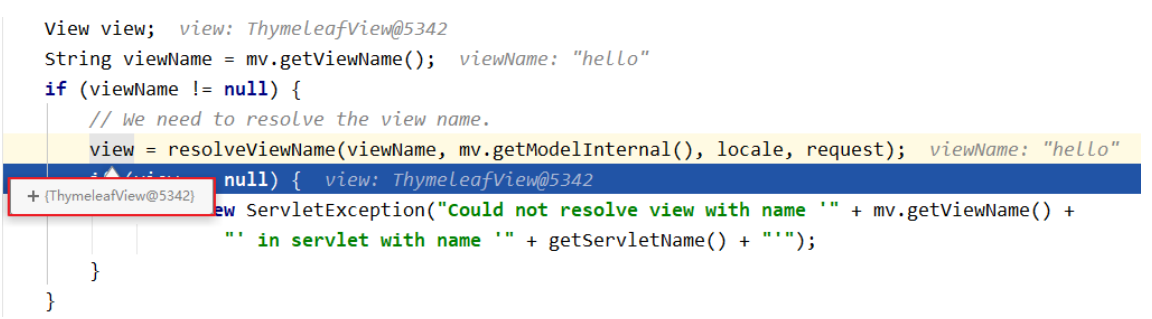 View view;  view: ThymeleafView@5342
String viewName = mv.getViewName();  viewName: "hello"
if (viewName != null) {
// We need to resolve the view name.
view = resolveViewName(viewName, mv.getModelInternal(), locale, request);  viewName: "hello"
null) {  view: ThymeleafView@5342
+ {ThymeleafView@5342}
ew ServletException("Could not resolve view with name '" + mv.getViewName() +
"' in servlet with name '" + getServletName() + "'");
}
}